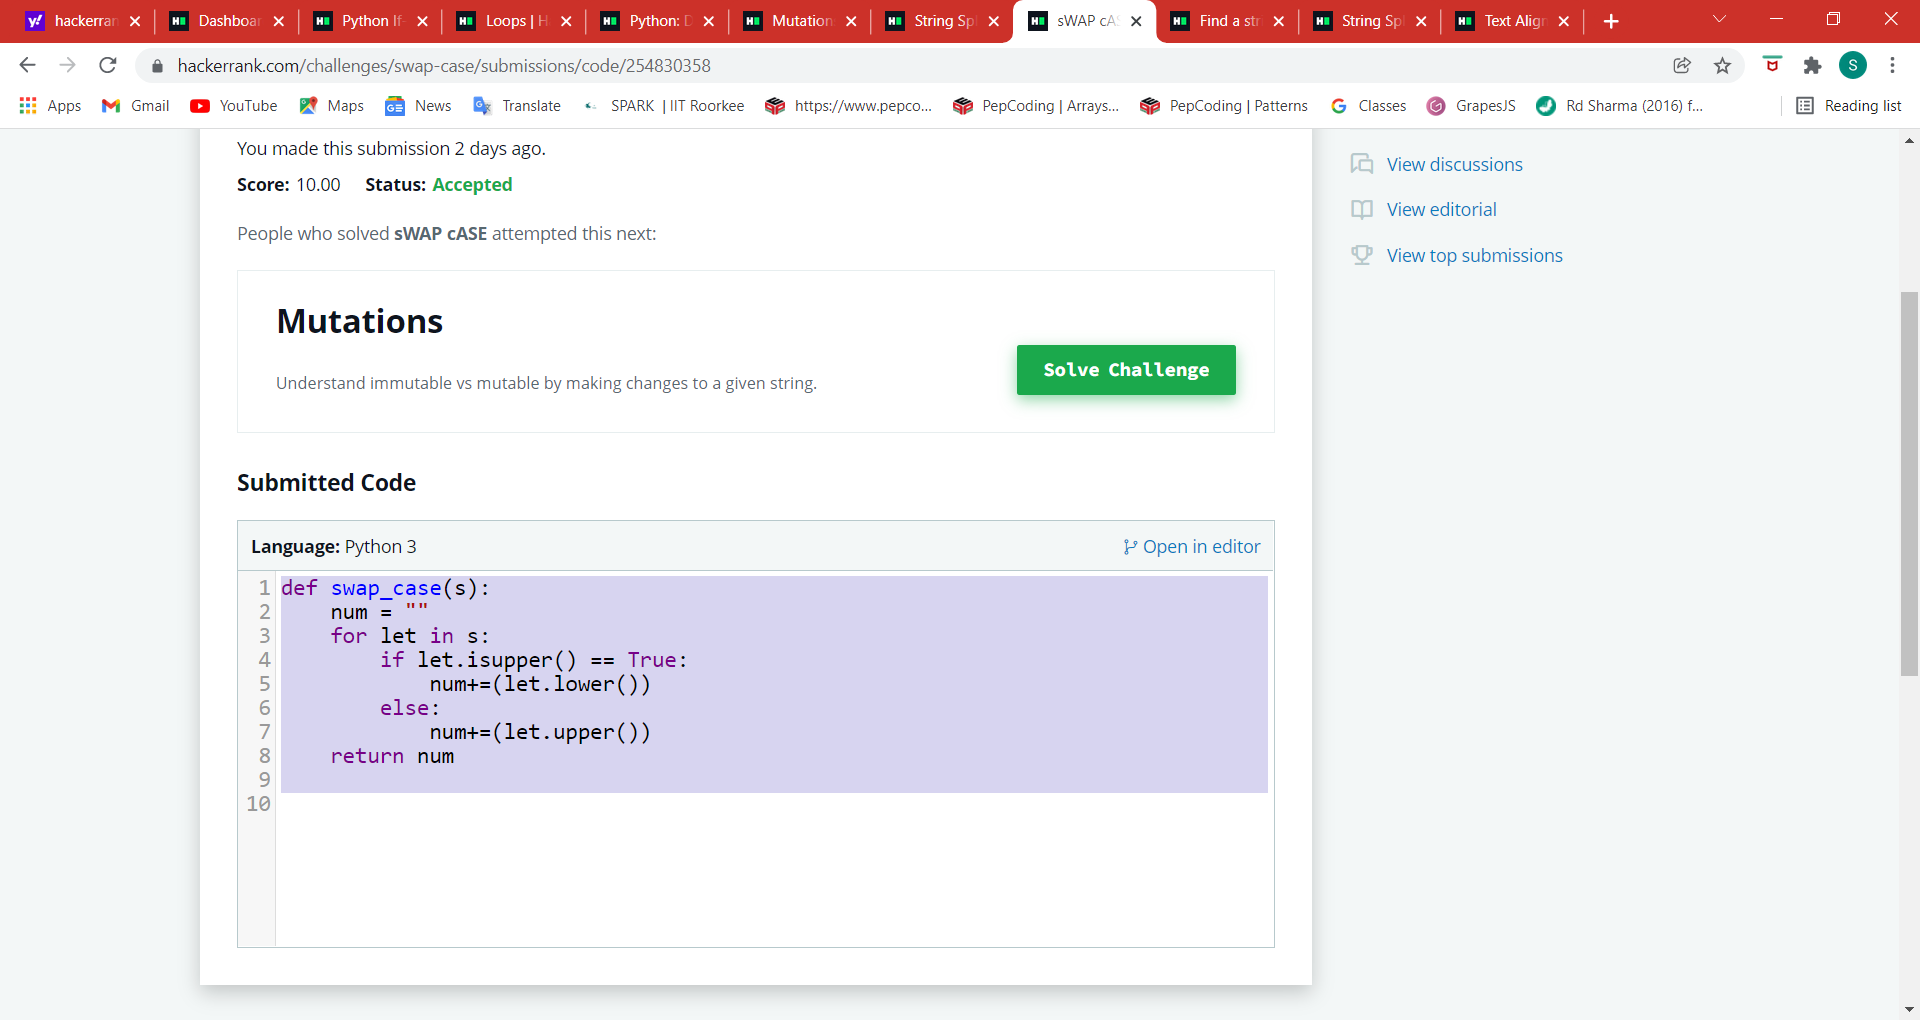 hackerran
Dashboar
Python If-
Loops | H
Python: D
Mutation
String Spl
sWAP cAS
Find a stri
String Spl
Text Align
hackerrank.com/challenges/swap-case/submissions/code/254830358
S
Apps
Gmail
YouTube
Maps
News
Translate
SPARK | IIT Roorkee
https://www.pepco...
PepCoding | Arrays...
PepCoding | Patterns
Classes
GrapesJS
Rd Sharma (2016) f...
Reading list
You made this submission 2 days ago.
Score: 10.00 Status: Accepted
People who solved sWAP cASE attempted this next:
Mutations
Understand immutable vs mutable by making changes to a given string.
Solve Challenge
View discussions
View editorial
View top submissions
Submitted Code
Language: Python 3
Open in editor
1 def swap_case(s):
2     num = ""
3     for let in s:
4         if let.isupper() == True:
5             num+=(let.lower())
6         else:
7             num+=(let.upper())
8     return num
9
10